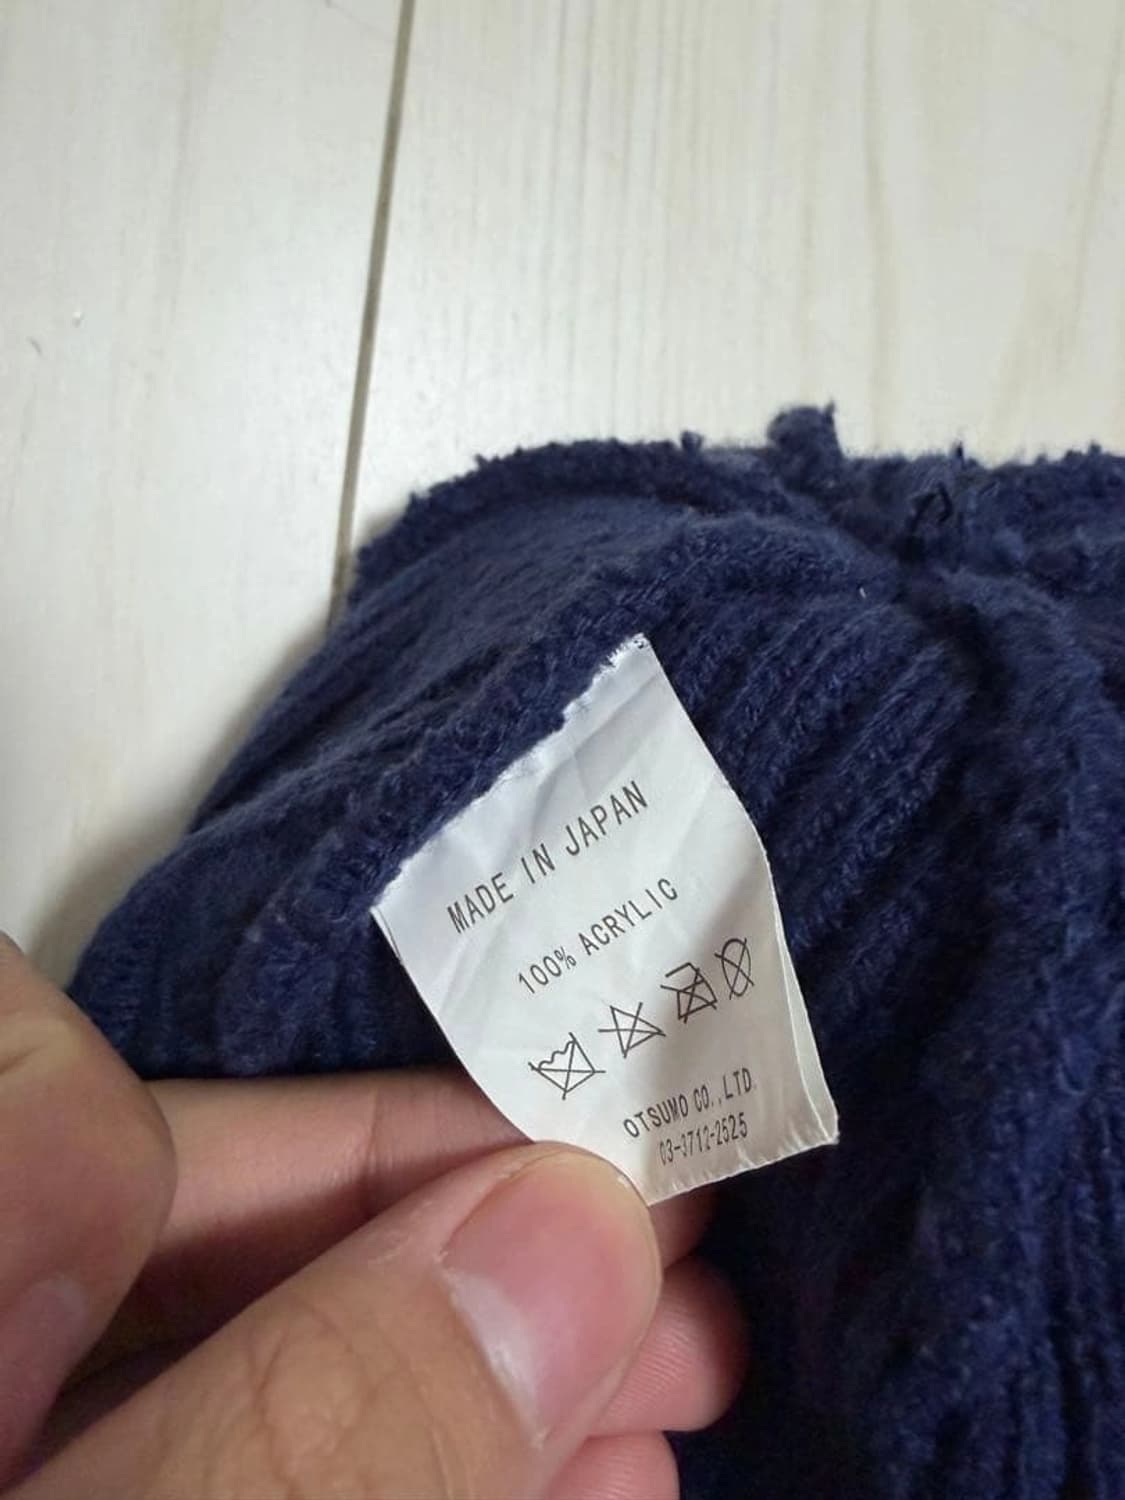 MADE IN JAPAN
100% ACRYLIC
OTSUMO CO.,LTD.
03-3712-2525